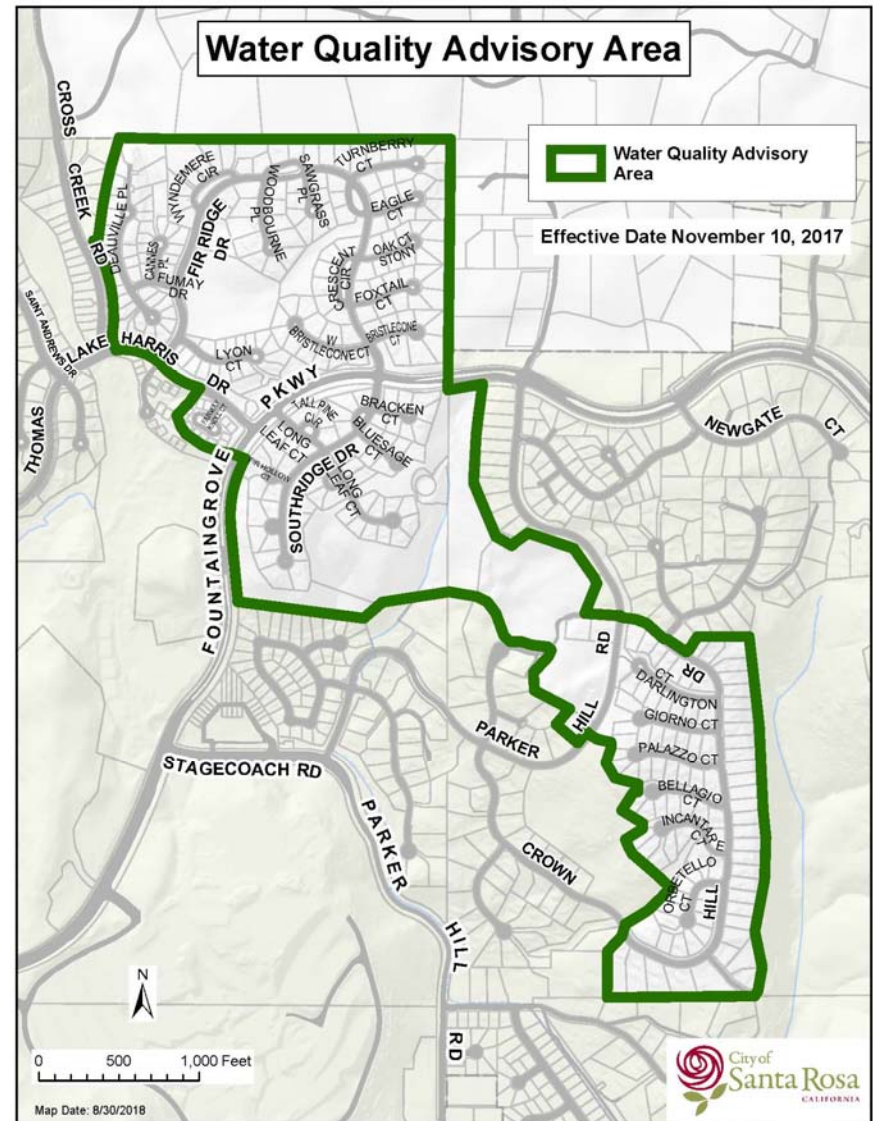 Water Quality Advisory Area
Water Quality Advisory
Area
Effective Date November 10, 2017
CROSS
CREEK
RD
DEAUVILLE PL
WYNDEMERE
CIR
CANNES
PL
FUMAY
DR
FIR RIDGE
DR
WOODBOURNE
PL
SAWGRASS
PL
TURNBERRY
CT
EAGLE
CT
OAK CT
STONY
CRESCENT
CIR
FOXTAIL
CT
W
BRISTLECONE CT
BRISTLECONE
CT
SAINT ANDREWS DR
LAKE
HARRIS
DR
LYON
CT
PKWY
THOMAS
TALL PINE
CIR
LONG
LEAF CT
BRACKEN
CT
BLUESAGE
CT
LONG
LEAF CT
SOUTHRIDGE DR
HOLLOW
CT
FOUNTAINGROVE
NEWGATE
CT
RD
HILL
PARKER
DR
CT
DARLINGTON
GIORNO CT
PALAZZO CT
BELLAGIO
CT
INCANTARE
CT
ORBETELLO
CT
HILL
CROWN
STAGECOACH RD
PARKER
HILL
RD
N
0 500 1,000 Feet
Map Date: 8/30/2018
City of
Santa Rosa
CALIFORNIA